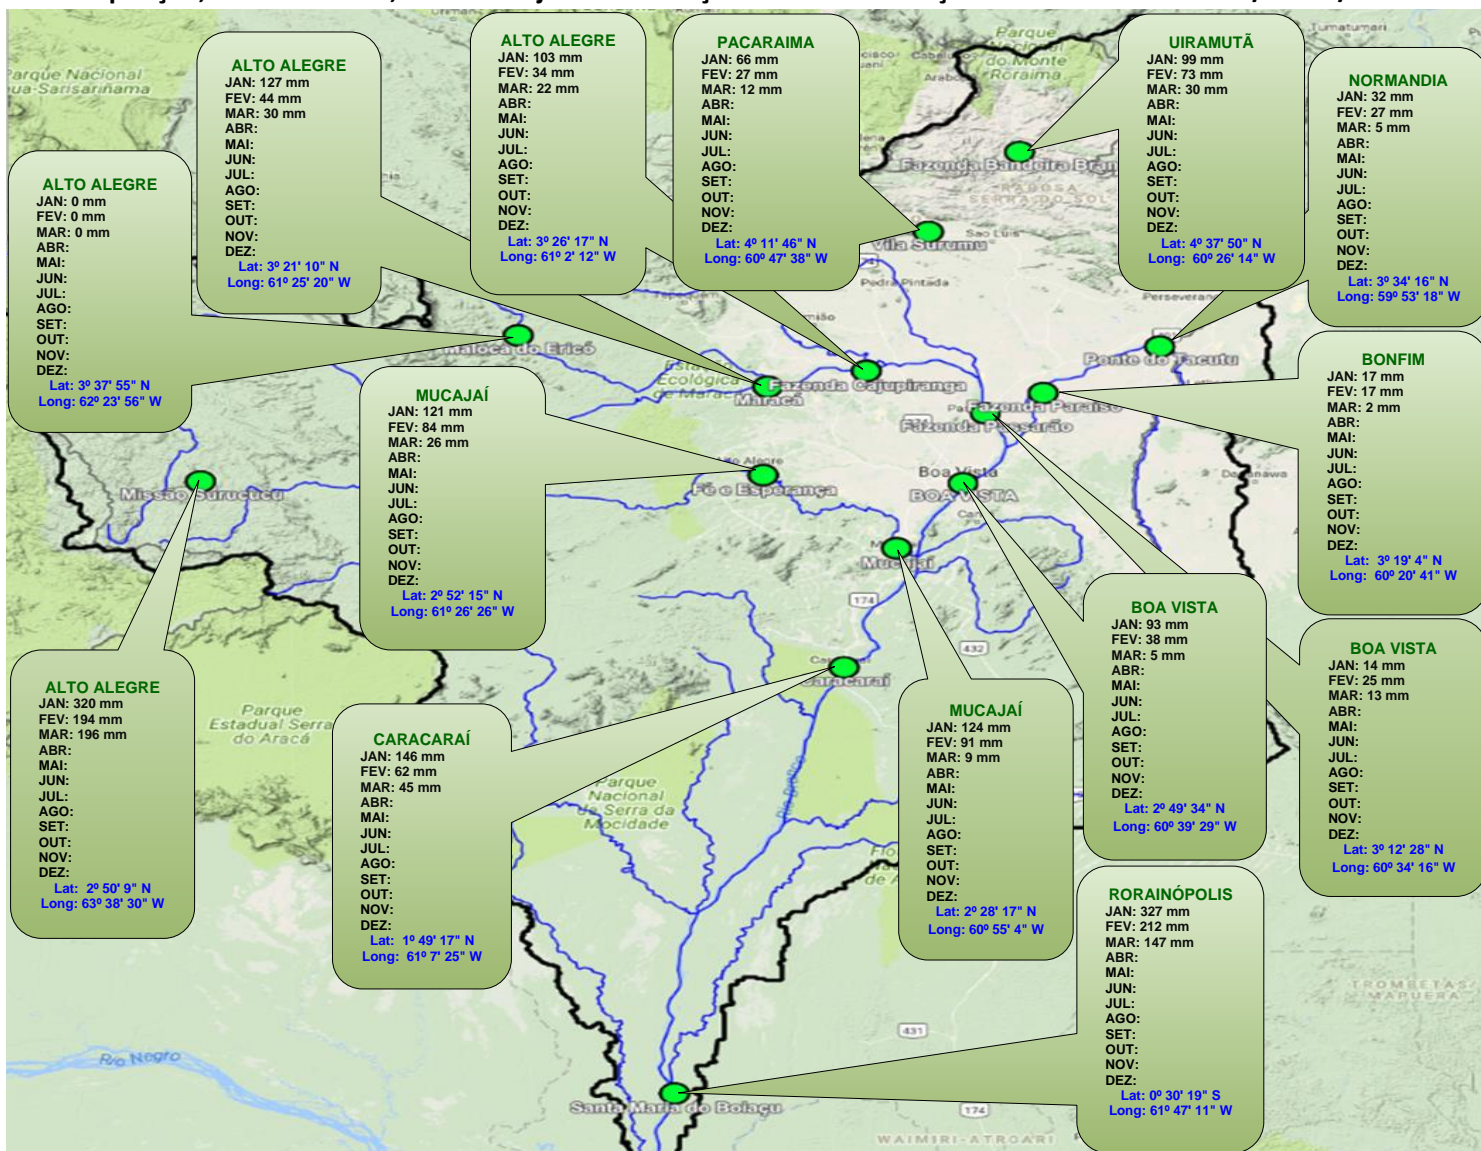 ALTO ALEGRE
JAN: 127 mm
FEV: 44 mm
MAR: 30 mm
ABR:
MAI:
JUN:
JUL:
AGO:
SET:
OUT:
NOV:
DEZ:
Lat: 3º 21' 10" N
Long: 61º 25' 20" W
ALTO ALEGRE
JAN: 103 mm
FEV: 34 mm
MAR: 22 mm
ABR:
MAI:
JUN:
JUL:
AGO:
SET:
OUT:
NOV:
DEZ:
Lat: 3º 26' 17" N
Long: 61º 2' 12" W
PACARAIMA
JAN: 66 mm
FEV: 27 mm
MAR: 12 mm
ABR:
MAI:
JUN:
JUL:
AGO:
SET:
OUT:
NOV:
DEZ:
Lat: 4º 11' 46" N
Long: 60º 47' 38" W
UIRAMUTÃ
JAN: 99 mm
FEV: 73 mm
MAR: 30 mm
ABR:
MAI:
JUN:
JUL:
AGO:
SET:
OUT:
NOV:
DEZ:
Lat: 4º 37' 50" N
Long: 60º 26' 14" W
NORMANDIA
JAN: 32 mm
FEV: 27 mm
MAR: 5 mm
ABR:
MAI:
JUN:
JUL:
AGO:
SET:
OUT:
NOV:
DEZ:
Lat: 3º 34' 16" N
Long: 59º 53' 18" W
ALTO ALEGRE
JAN: 0 mm
FEV: 0 mm
MAR: 0 mm
ABR:
MAI:
JUN:
JUL:
AGO:
SET:
OUT:
NOV:
DEZ:
Lat: 3º 37' 55" N
Long: 62º 23' 56" W
MUCAJAÍ
JAN: 121 mm
FEV: 84 mm
MAR: 26 mm
ABR:
MAI:
JUN:
JUL:
AGO:
SET:
OUT:
NOV:
DEZ:
Lat: 2º 52' 15" N
Long: 61º 26' 26" W
BONFIM
JAN: 17 mm
FEV: 17 mm
MAR: 2 mm
ABR:
MAI:
JUN:
JUL:
AGO:
SET:
OUT:
NOV:
DEZ:
Lat: 3º 19' 4" N
Long: 60º 20' 41" W
BOA VISTA
JAN: 93 mm
FEV: 38 mm
MAR: 5 mm
ABR:
MAI:
JUN:
JUL:
AGO:
SET:
OUT:
NOV:
DEZ:
Lat: 2º 49' 34" N
Long: 60º 39' 29" W
BOA VISTA
JAN: 14 mm
FEV: 25 mm
MAR: 13 mm
ABR:
MAI:
JUN:
JUL:
AGO:
SET:
OUT:
NOV:
DEZ:
Lat: 3º 12' 28" N
Long: 60º 34' 16" W
ALTO ALEGRE
JAN: 320 mm
FEV: 194 mm
MAR: 196 mm
ABR:
MAI:
JUN:
JUL:
AGO:
SET:
OUT:
NOV:
DEZ:
Lat: 2º 50' 9" N
Long: 63º 38' 30" W
CARACARAÍ
JAN: 146 mm
FEV: 62 mm
MAR: 45 mm
ABR:
MAI:
JUN:
JUL:
AGO:
SET:
OUT:
NOV:
DEZ:
Lat: 1º 49' 17" N
Long: 61º 7' 25" W
MUCAJAÍ
JAN: 124 mm
FEV: 91 mm
MAR: 9 mm
ABR:
MAI:
JUN:
JUL:
AGO:
SET:
OUT:
NOV:
DEZ:
Lat: 2º 28' 17" N
Long: 60º 55' 4" W
RORAINÓPOLIS
JAN: 327 mm
FEV: 212 mm
MAR: 147 mm
ABR:
MAI:
JUN:
JUL:
AGO:
SET:
OUT:
NOV:
DEZ:
Lat: 0º 30' 19" S
Long: 61º 47' 11" W
Parque
do Monte
Roraima
Tumatumari
Parque Nacional
Fazenda Bandeira
RAPOSA
SERRA DO SOL
Vila Surumu
Sao Luis
Pedra Pintada
Maloca do Ericó
Maracá
Fazenda Cajupiranga
Ponte do Tacutu
Fazenda Paraíso
Fazenda Passarão
Missão Surucucu
Fé e Esperança
Boa Vista
BOA VISTA
Mucajaí
174
432
Caracaraí
Parque
Estadual Serra
do Aracá
Parque
Nacional
da Serra da
Mocidade
Rio Branco
Rio Negro
431
174
Santa Maria do Boiaçu
TROMBETAS/
MAPUERA
WAIMIRI-ATROARI